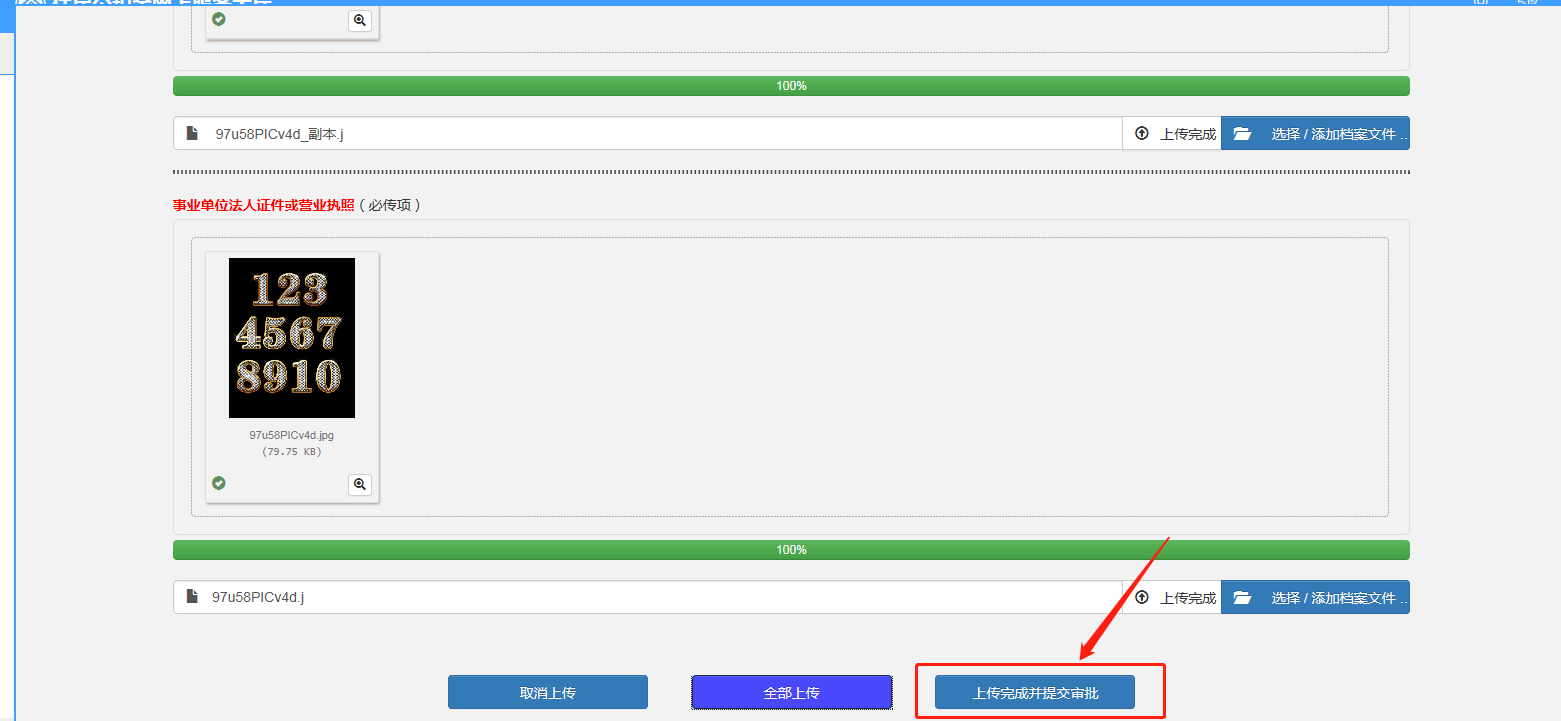 100%
97u58PICv4d_副本.j
上传完成
选择 / 添加档案文件 ..
事业单位法人证件或营业执照 ( 必传项 )
123
4567
8910
97u58PICv4d.jpg
(79.75 KB)
100%
97u58PICv4d.j
上传完成
选择 / 添加档案文件 ..
取消上传
全部上传
上传完成并提交审批